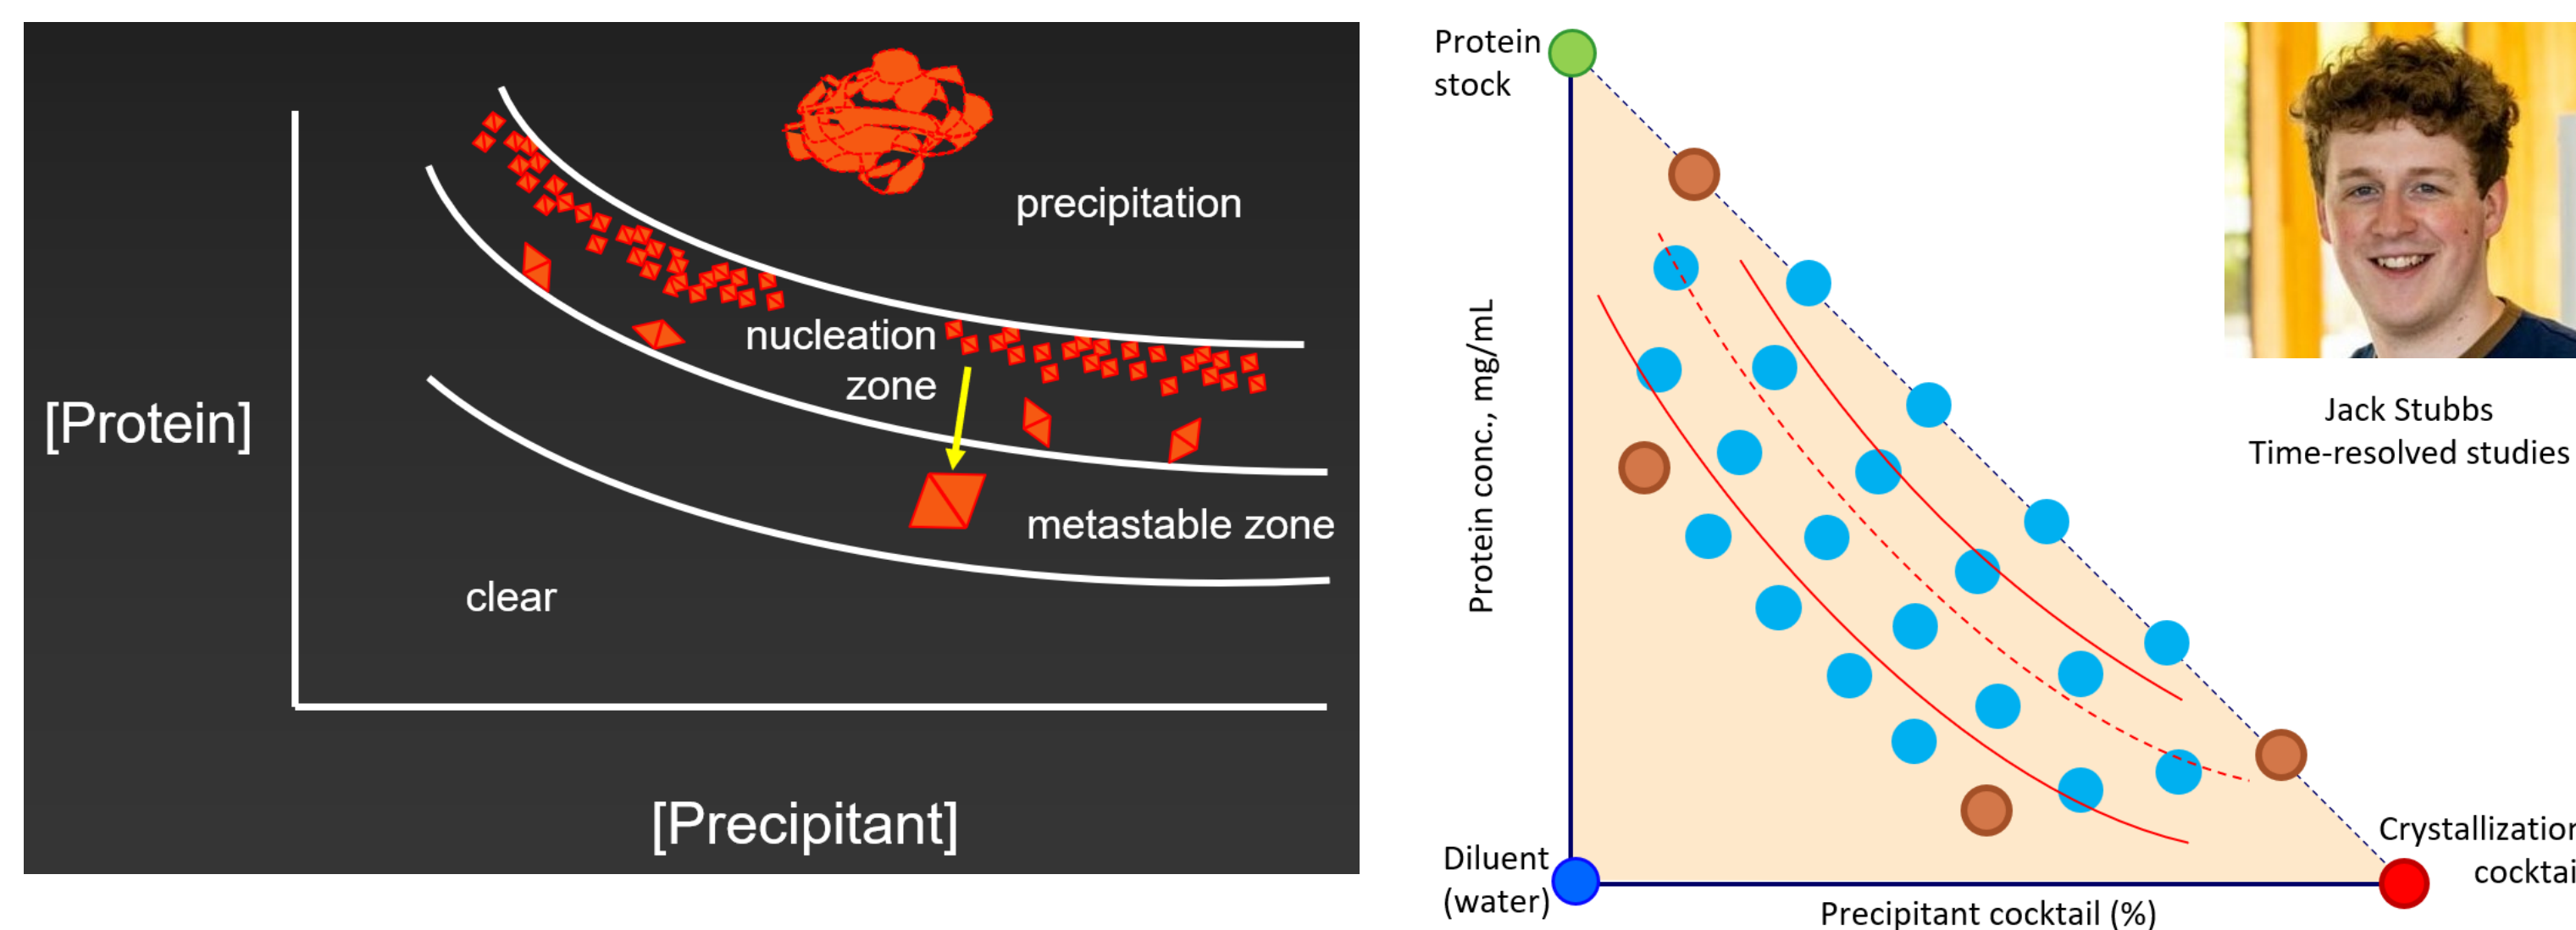 precipitation
nucleation
zone
[Protein]
metastable zone
clear
[Precipitant]
Protein
stock
Protein conc., mg/mL
Diluent
(water)
Precipitant cocktail (%)
Crystallization
cocktai
Jack Stubbs
Time-resolved studies